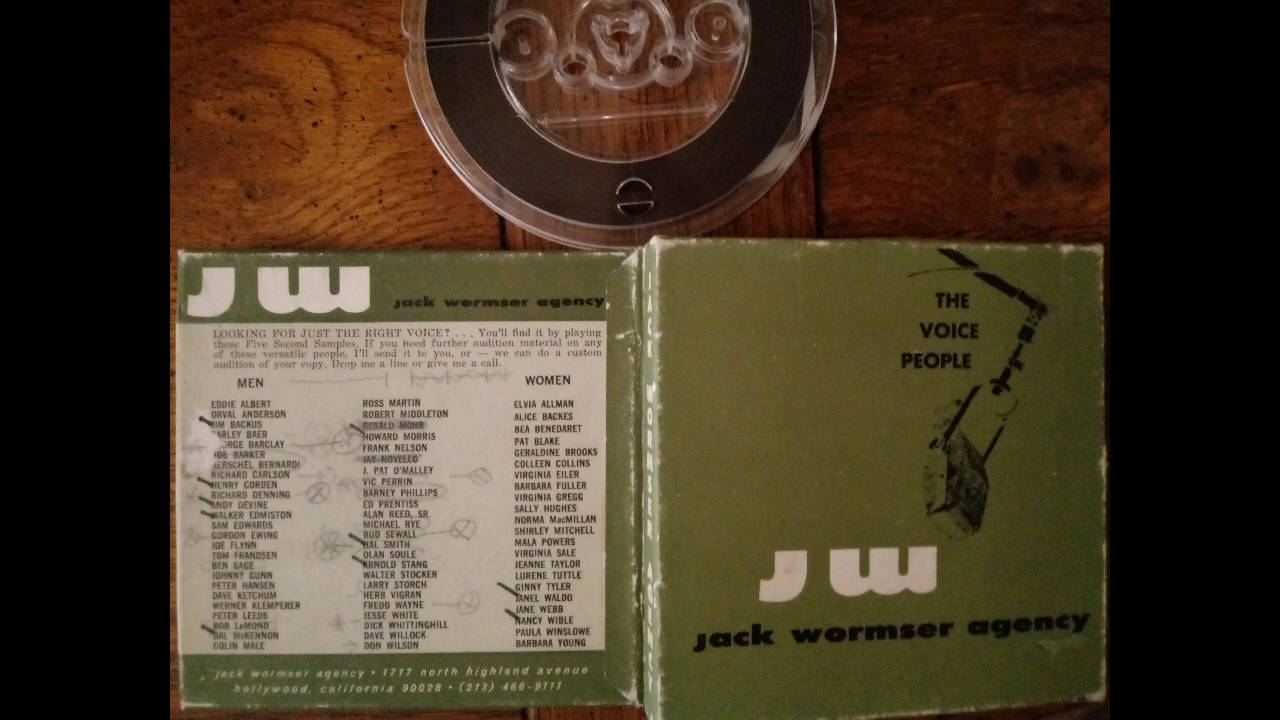 JW jack wormser agency
LOOKING FOR JUST THE RIGHT VOICE? . . . You'll find it by playing
these Five Second Samples. If you need further audition material on any
of these versatile people, I'll send it to you, or — we can do a custom
audition of your copy. Drop me a line or give me a call.
MEN
EDDIE ALBERT
ORVAL ANDERSON
JIM BACKUS
PARLEY BAER
GEORGE BARCLAY
BOB BARKER
HERSCHEL BERNARDI
RICHARD CARLSON
HENRY CORDEN
RICHARD DENNING
ANDY DEVINE
WALKER EDMISTON
SAM EDWARDS
GORDON EWING
JOE FLYNN
TOM FRANDSEN
BEN GAGE
JOHNNY GUNN
PETER HANSEN
DAVE KETCHUM
WERNER KLEMPERER
PETER LEEDS
BOB LeMOND
DAL McKENNON
COLIN MALE
ROSS MARTIN
ROBERT MIDDLETON
GERALD MOHR
HOWARD MORRIS
FRANK NELSON
JAY NOVELLO
J. PAT O'MALLEY
VIC PERRIN
BARNEY PHILLIPS
ED PRENTISS
ALAN REED, SR.
MICHAEL RYE
BUD SEWALL
HAL SMITH
OLAN SOULE
ARNOLD STANG
WALTER STOCKER
LARRY STORCH
HERB VIGRAN
FREDD WAYNE
JESSE WHITE
DICK WHITTINGHILL
DAVE WILLOCK
DON WILSON
WOMEN
ELVIA ALLMAN
ALICE BACKES
BEA BENEDARET
PAT BLAKE
GERALDINE BROOKS
COLLEEN COLLINS
VIRGINIA EILER
BARBARA FULLER
VIRGINIA GREGG
SALLY HUGHES
NORMA MacMILLAN
SHIRLEY MITCHELL
MALA POWERS
VIRGINIA SALE
JEANNE TAYLOR
LURENE TUTTLE
GINNY TYLER
JANEL WALDO
JANE WEBB
NANCY WIBLE
PAULA WINSLOWE
BARBARA YOUNG
jack wormser agency • 1717 north highland avenue
hollywood, california 90028 • (213) 466-9111
JACK WORMSER AGENCY
THE
VOICE
PEOPLE
JW
jack wormser agency